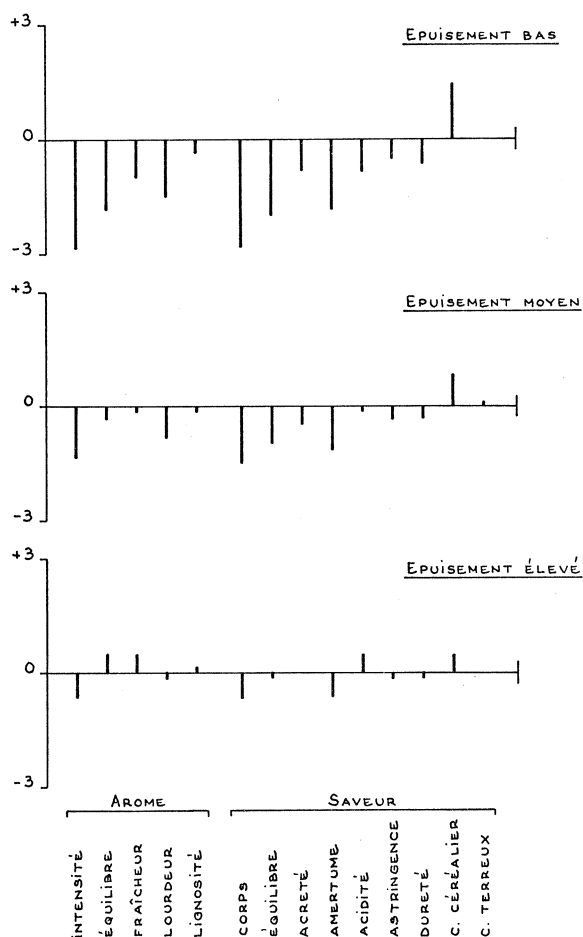 +3
EPUISEMENT BAS
0
-3
+3
EPUISEMENT MOYEN
0
-3
+3
EPUISEMENT ÉLEVÉ
0
-3
AROME
SAVEUR
INTENSITÉ
ÉQUILIBRE
FRAÎCHEUR
LOURDEUR
LIGNOSITÉ
CORPS
ÉQUILIBRE
ACRETÉ
AMERTUME
ACIDITÉ
ASTRINGENCE
DURETÉ
C. CÉRÉALIER
C. TERREUX